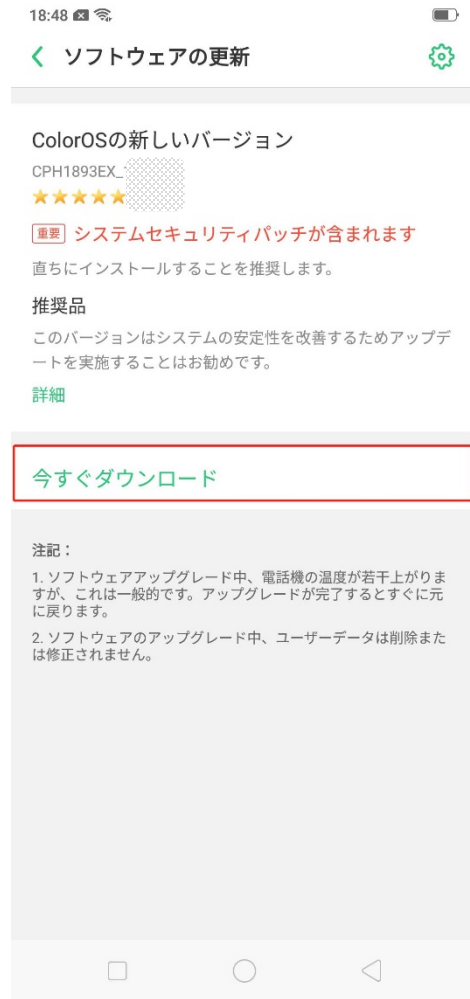 18:48
ソフトウェアの更新
ColorOSの新しいバージョン
CPH1893EX_
重要 システムセキュリティパッチが含まれます
直ちにインストールすることを推奨します。
推奨品
このバージョンはシステムの安定性を改善するためアップデ
ートを実施することはお勧めです。
詳細
今すぐダウンロード
注記：
1. ソフトウェアアップグレード中、電話機の温度が若干上がりま
すが、これは一般的です。アップグレードが完了するとすぐに元
に戻ります。
2. ソフトウェアのアップグレード中、ユーザーデータは削除また
は修正されません。